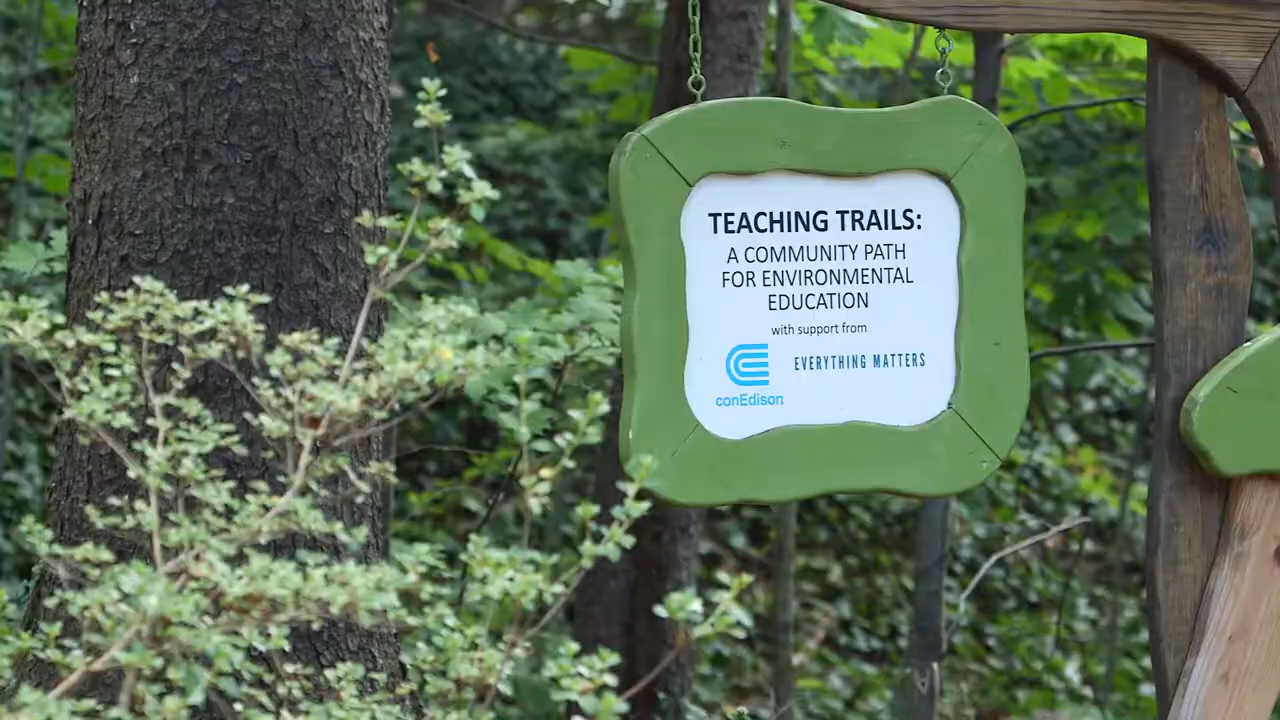 TEACHING TRAILS:
A COMMUNITY PATH
FOR ENVIRONMENTAL
EDUCATION
with support from
conEdison
EVERYTHING MATTERS